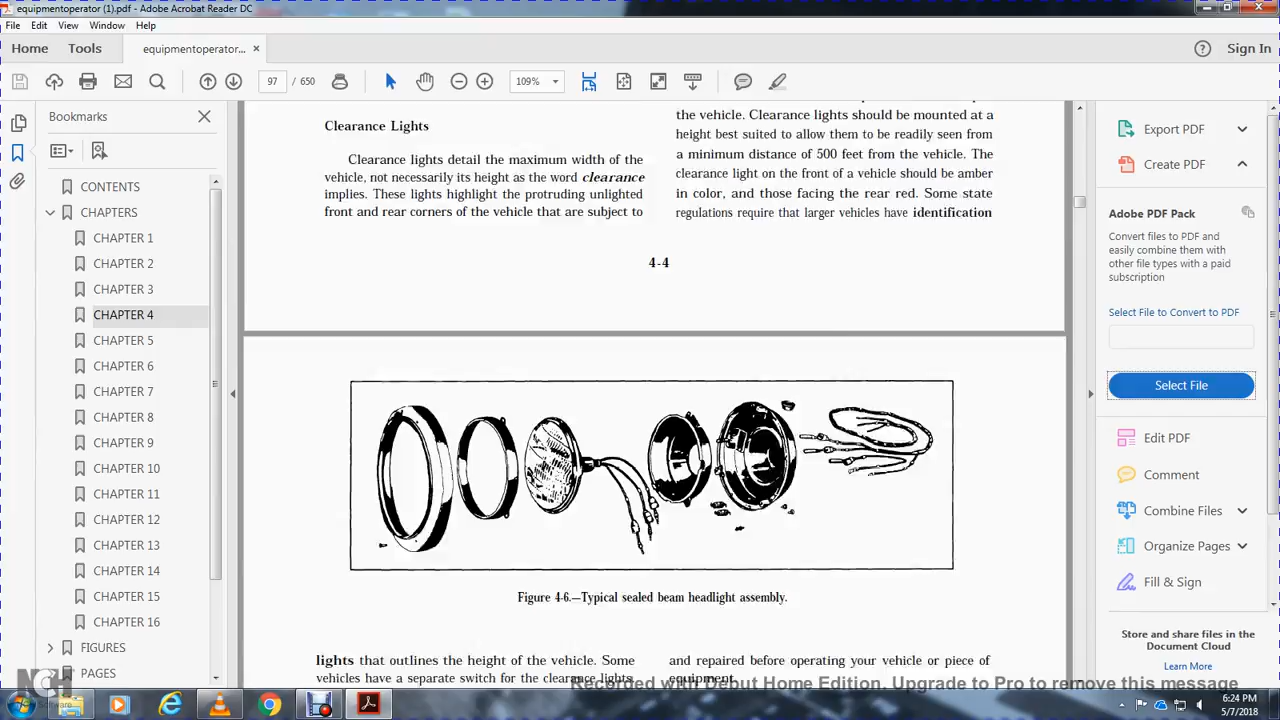 equipmentoperator (1).pdf - Adobe Acrobat Reader DC
File Edit View Window Help
Home Tools equipmentoperator... × Sign In
97 / 650 109%
Bookmarks
CONTENTS
CHAPTERS
CHAPTER 1
CHAPTER 2
CHAPTER 3
CHAPTER 4
CHAPTER 5
CHAPTER 6
CHAPTER 7
CHAPTER 8
CHAPTER 9
CHAPTER 10
CHAPTER 11
CHAPTER 12
CHAPTER 13
CHAPTER 14
CHAPTER 15
CHAPTER 16
FIGURES
PAGES
Clearance Lights
Clearance lights detail the maximum width of the
vehicle, not necessarily its height as the word clearance
implies. These lights highlight the protruding unlighted
front and rear corners of the vehicle that are subject to
the vehicle. Clearance lights should be mounted at a
height best suited to allow them to be readily seen from
a minimum distance of 500 feet from the vehicle. The
clearance light on the front of a vehicle should be amber
in color, and those facing the rear red. Some state
regulations require that larger vehicles have identification
4-4
Figure 4-6.—Typical sealed beam headlight assembly.
lights that outlines the height of the vehicle. Some
vehicles have a separate switch for the clearance lights
and repaired before operating your vehicle or piece of
equipment.
Export PDF
Create PDF
Adobe PDF Pack
Convert files to PDF and
easily combine them with
other file types with a paid
subscription
Select File to Convert to PDF
Select File
Edit PDF
Comment
Combine Files
Organize Pages
Fill & Sign
Store and share files in the
Document Cloud
Learn More
NCH
Software
Recorded with Debut Home Edition. Upgrade to Pro to remove this message
6:24 PM
5/7/2018